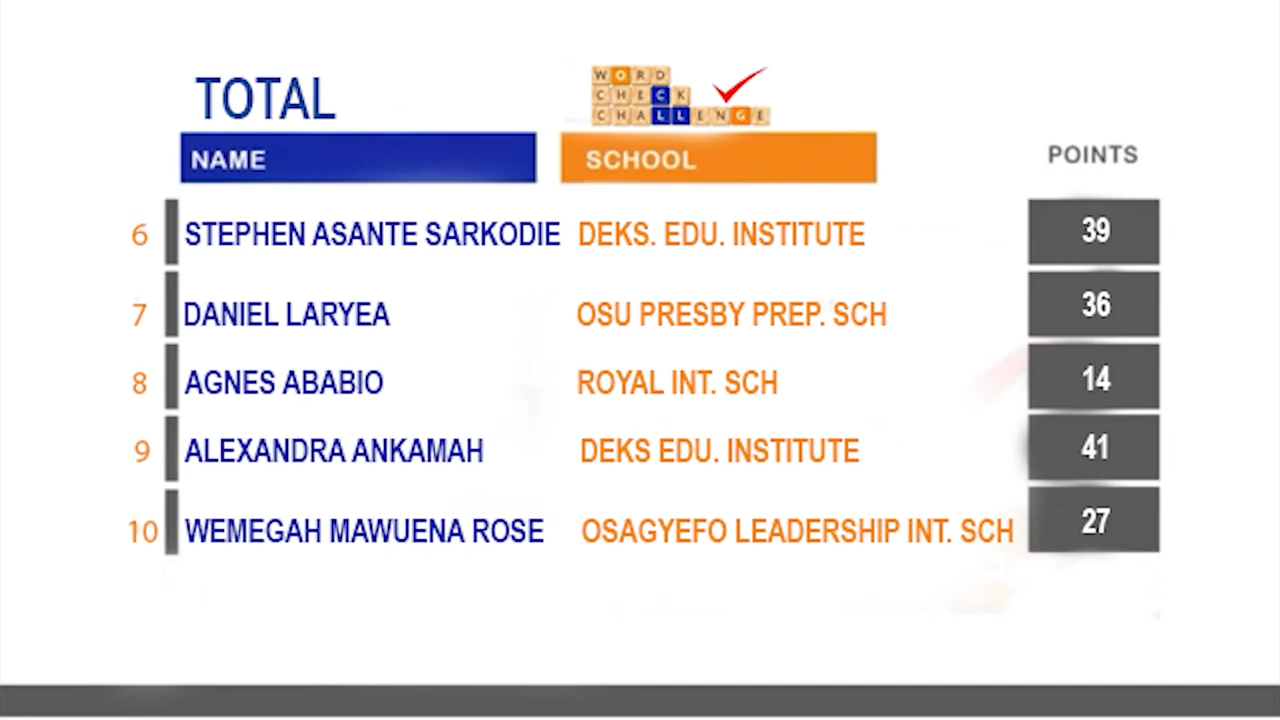 TOTAL
WORD
CHECK
CHALLENGE
NAME SCHOOL POINTS
6 STEPHEN ASANTE SARKODIE DEKS. EDU. INSTITUTE 39
7 DANIEL LARYEA OSU PRESBY PREP. SCH 36
8 AGNES ABABIO ROYAL INT. SCH 14
9 ALEXANDRA ANKAMAH DEKS EDU. INSTITUTE 41
10 WEMEGAH MAWUENA ROSE OSAGYEFO LEADERSHIP INT. SCH 27